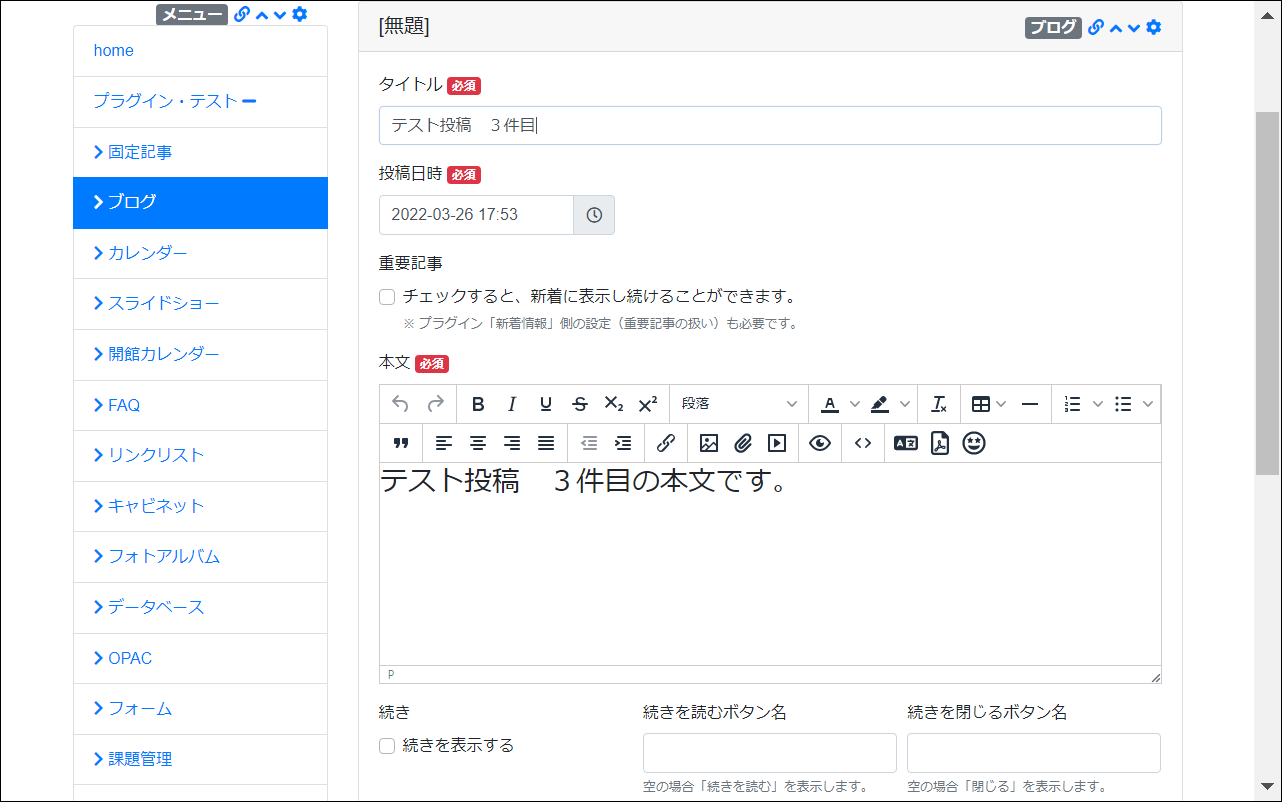 メニュー
home
プラグイン・テスト
固定記事
ブログ
カレンダー
スライドショー
開館カレンダー
FAQ
リンクリスト
キャビネット
フォトアルバム
データベース
OPAC
フォーム
課題管理
[無題]
ブログ
タイトル 必須
テスト投稿　３件目
投稿日時 必須
2022-03-26 17:53
重要記事
チェックすると、新着に表示し続けることができます。
※ プラグイン「新着情報」側の設定（重要記事の扱い）も必要です。
本文 必須
段落
テスト投稿　３件目の本文です。
P
続き 続きを読むボタン名 続きを閉じるボタン名
続きを表示する
空の場合「続きを読む」を表示します。 空の場合「閉じる」を表示します。